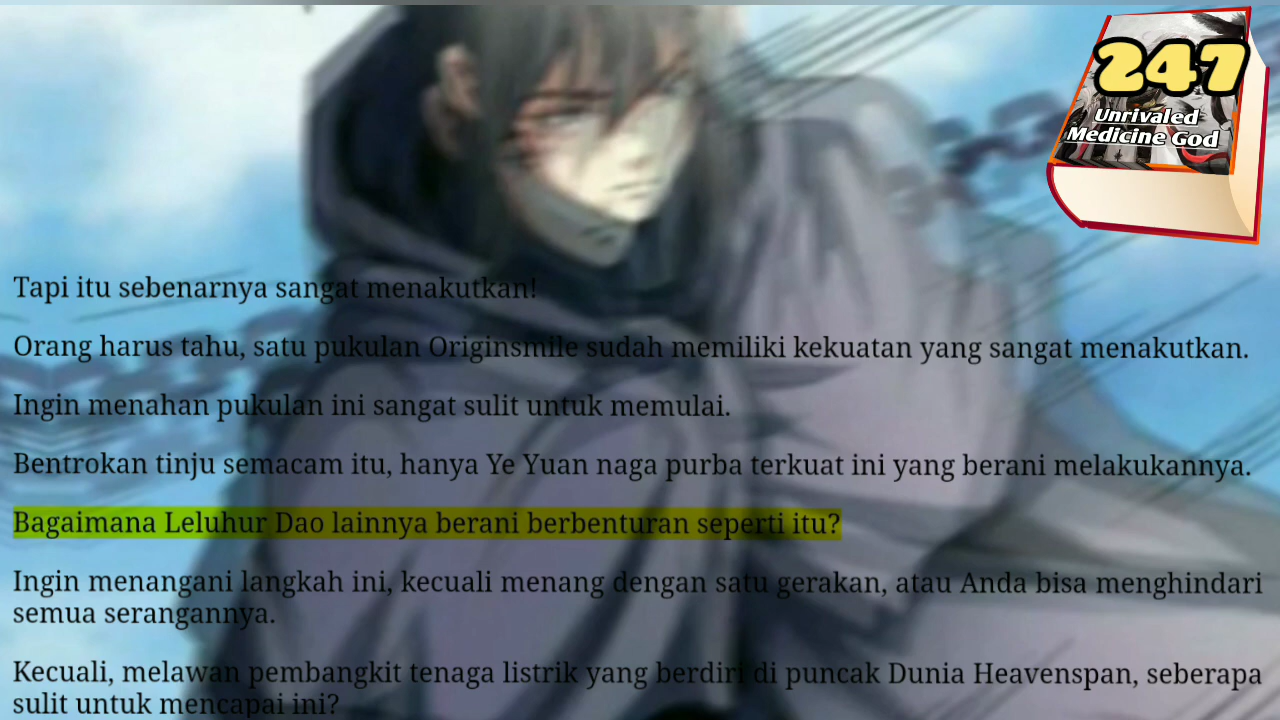 247
Unrivaled
Medicine God
Tapi itu sebenarnya sangat menakutkan!
Orang harus tahu, satu pukulan Originsmile sudah memiliki kekuatan yang sangat menakutkan.
Ingin menahan pukulan ini sangat sulit untuk memulai.
Bentrokan tinju semacam itu, hanya Ye Yuan naga purba terkuat ini yang berani melakukannya.
Bagaimana Leluhur Dao lainnya berani berbenturan seperti itu?
Ingin menangani langkah ini, kecuali menang dengan satu gerakan, atau Anda bisa menghindari
semua serangannya.
Kecuali, melawan pembangkit tenaga listrik yang berdiri di puncak Dunia Heavenspan, seberapa
sulit untuk mencapai ini?